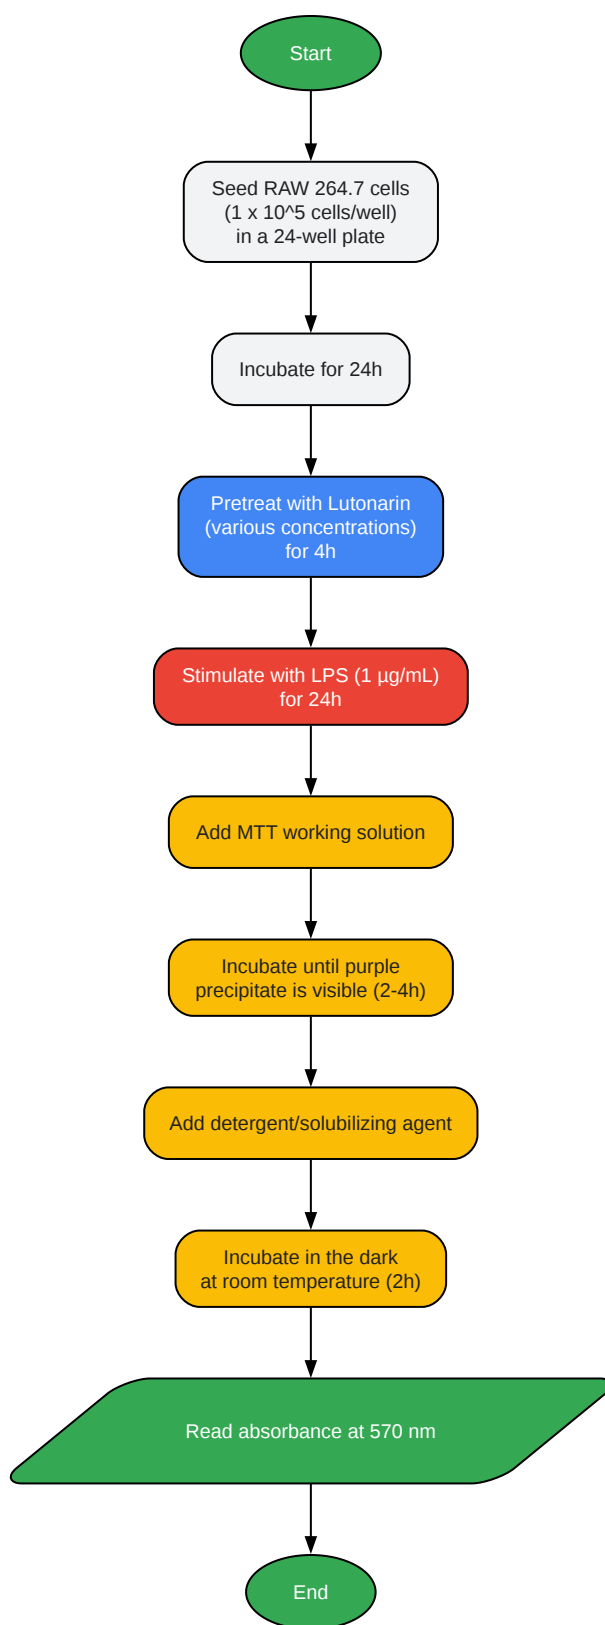 Start
Seed RAW 264.7 cells
(1 x 10^5 cells/well)
in a 24-well plate
Incubate for 24h
Pretreat with Lutonarin
(various concentrations)
for 4h
Stimulate with LPS (1 µg/mL)
for 24h
Add MTT working solution
Incubate until purple
precipitate is visible (2-4h)
Add detergent/solubilizing agent
Incubate in the dark
at room temperature (2h)
Read absorbance at 570 nm
End